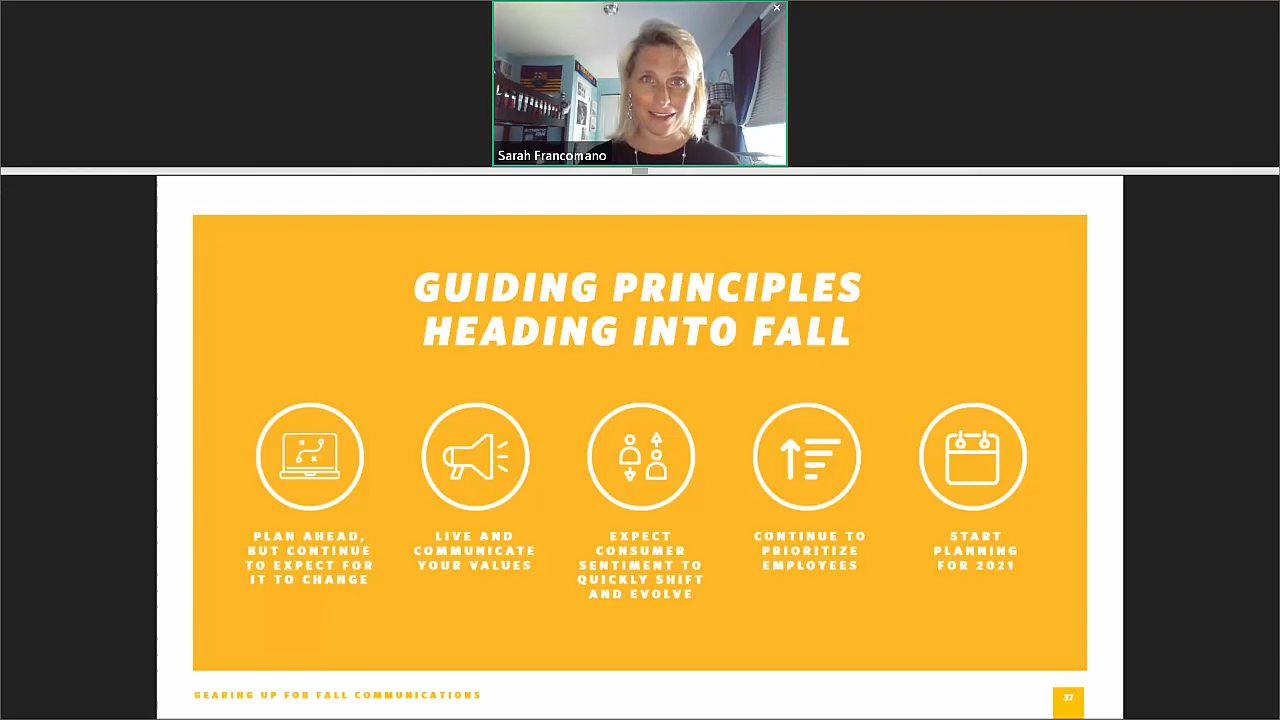 Sarah Francomano
GUIDING PRINCIPLES
HEADING INTO FALL
PLAN AHEAD,
BUT CONTINUE
TO EXPECT FOR
IT TO CHANGE
LIVE AND
COMMUNICATE
YOUR VALUES
EXPECT
CONSUMER
SENTIMENT TO
QUICKLY SHIFT
AND EVOLVE
CONTINUE TO
PRIORITIZE
EMPLOYEES
START
PLANNING
FOR 2021
GEARING UP FOR FALL COMMUNICATIONS
37